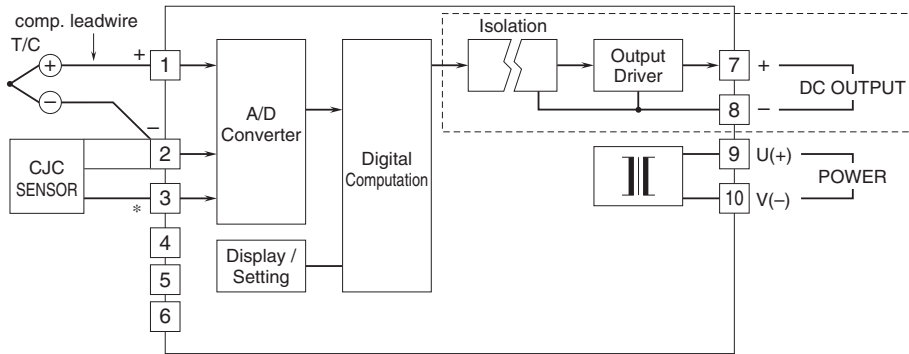 comp. leadwire
T/C
+
−
+
−
1
2
3
*
4
5
6
CJC
SENSOR
A/D
Converter
Display /
Setting
Digital
Computation
Isolation
Output
Driver
7
+
8
−
DC OUTPUT
9
U(+)
10
V(–)
POWER